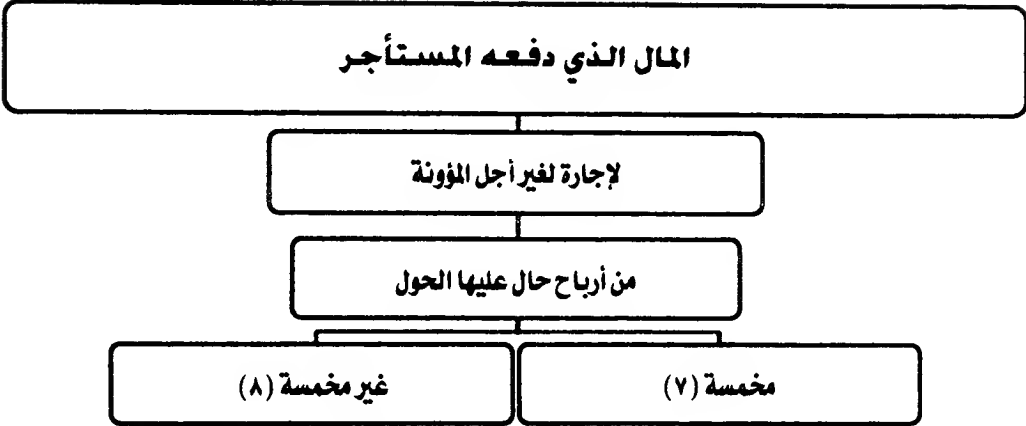 المال الذي دفعه المستأجر
لإجارة لغير أجل المؤونة
من أرباح حال عليها الحول
مخمسة (٧)
غير مخمسة (٨)